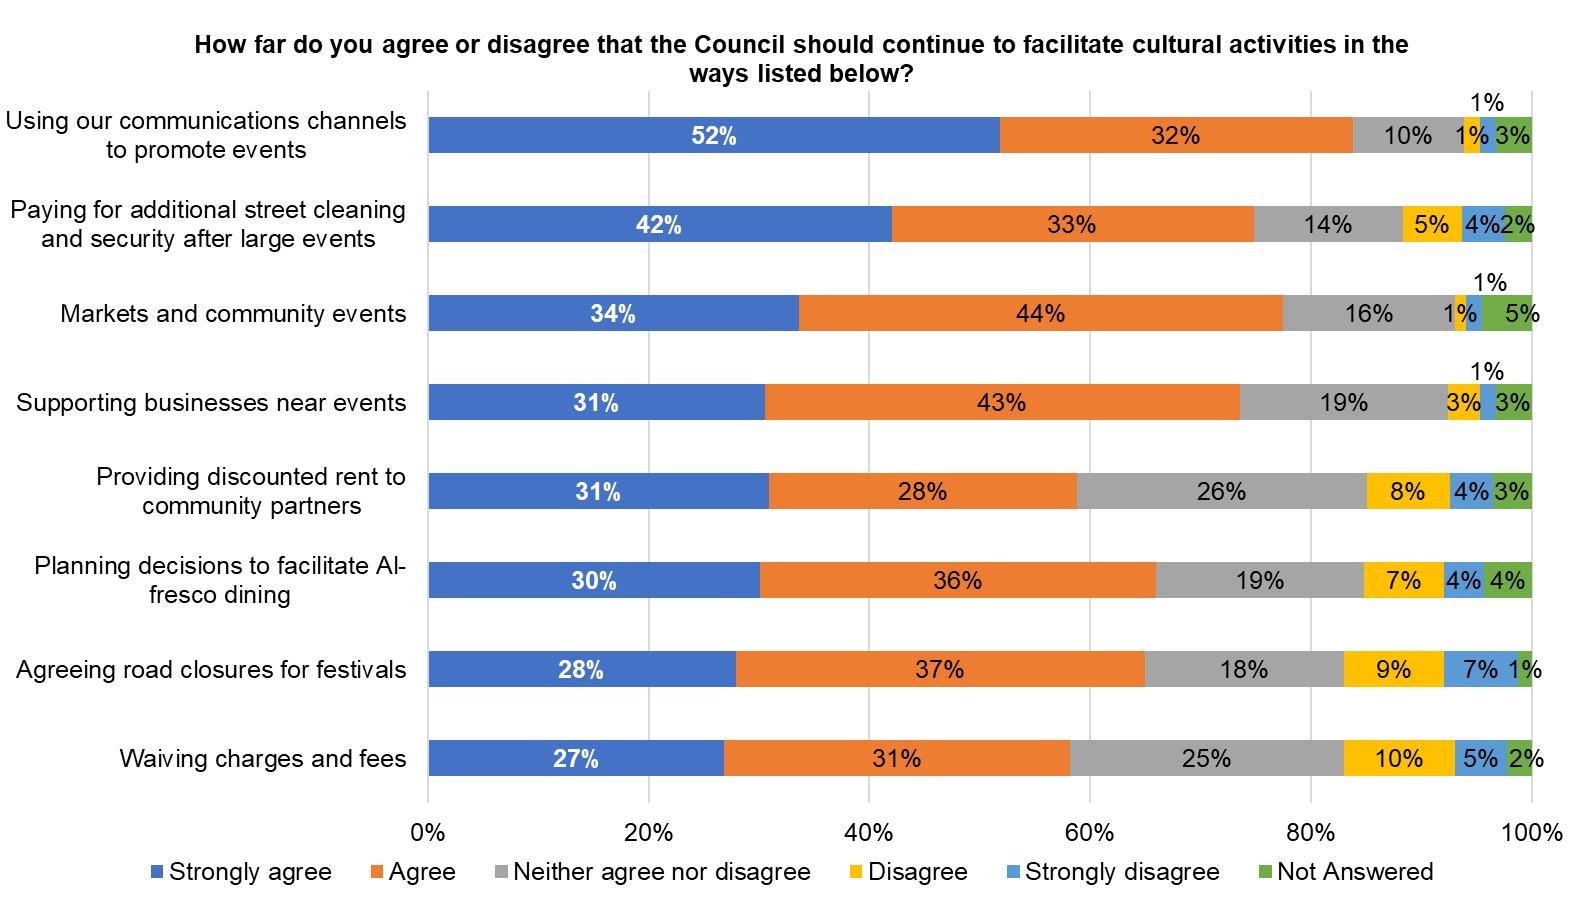 How far do you agree or disagree that the Council should continue to facilitate cultural activities in the
ways listed below?
Using our communications channels
to promote events
52% 32% 10% 1% 1% 3%
Paying for additional street cleaning
and security after large events
42% 33% 14% 5% 4% 2%
Markets and community events
34% 44% 16% 1% 1% 5%
Supporting businesses near events
31% 43% 19% 3% 1% 3%
Providing discounted rent to
community partners
31% 28% 26% 8% 4% 3%
Planning decisions to facilitate Al-
fresco dining
30% 36% 19% 7% 4% 4%
Agreeing road closures for festivals
28% 37% 18% 9% 7% 1%
Waiving charges and fees
27% 31% 25% 10% 5% 2%
0% 20% 40% 60% 80% 100%
Strongly agree Agree Neither agree nor disagree Disagree Strongly disagree Not Answered